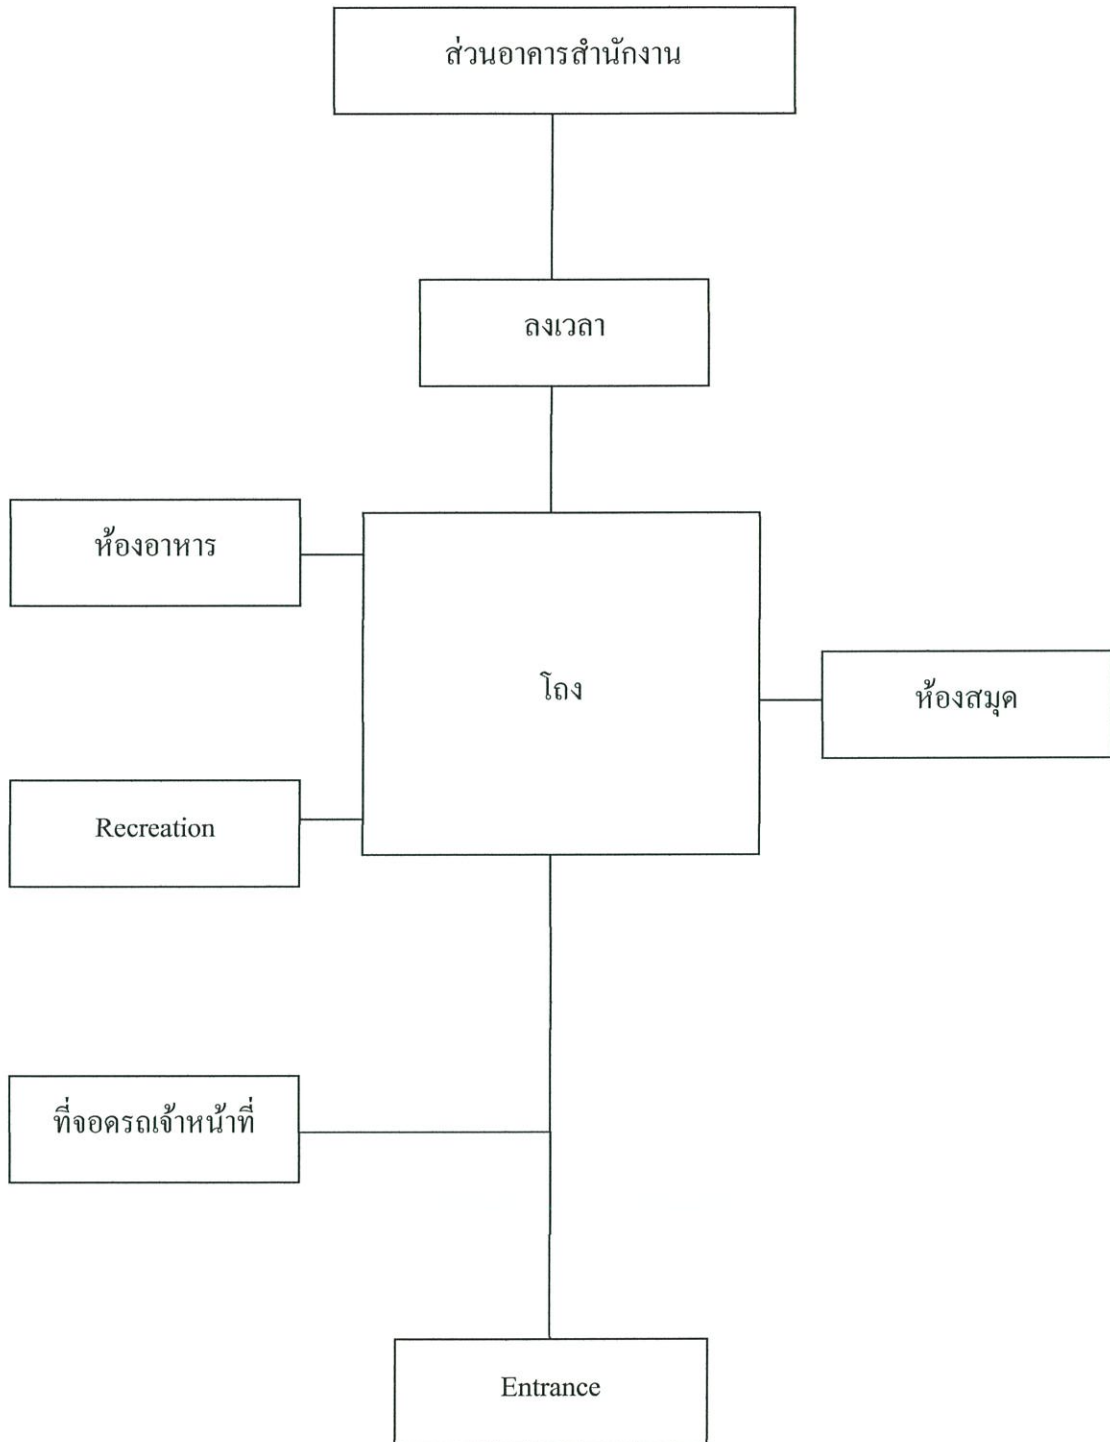 ส่วนอาคารสำนักงาน
ลงเวลา
ห้องอาหาร
โถง
ห้องสมุด
Recreation
ที่จอดรถเจ้าหน้าที่
Entrance